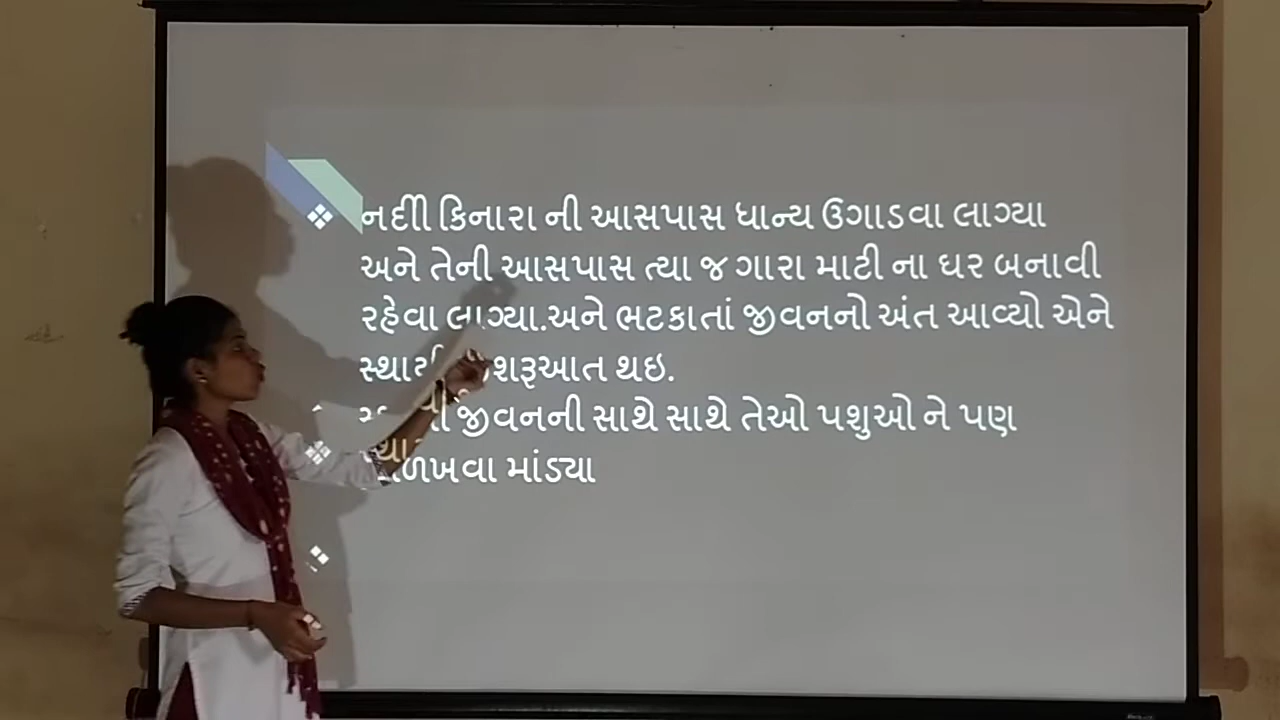 નદીી કિનારા ની આસપાસ ધાન્ય ઉગાડવા લાગ્યા
અને તેની આસપાસ ત્યા જ ગારા માટી ના ઘર બનાવી
રહેવા લાગ્યા.અને ભટકાતાં જીવનનો અંત આવ્યો એને
શરૂઆત થઇ.
જીવનની સાથે સાથે તેઓ પશુઓ ને પણ
માંડ્યા